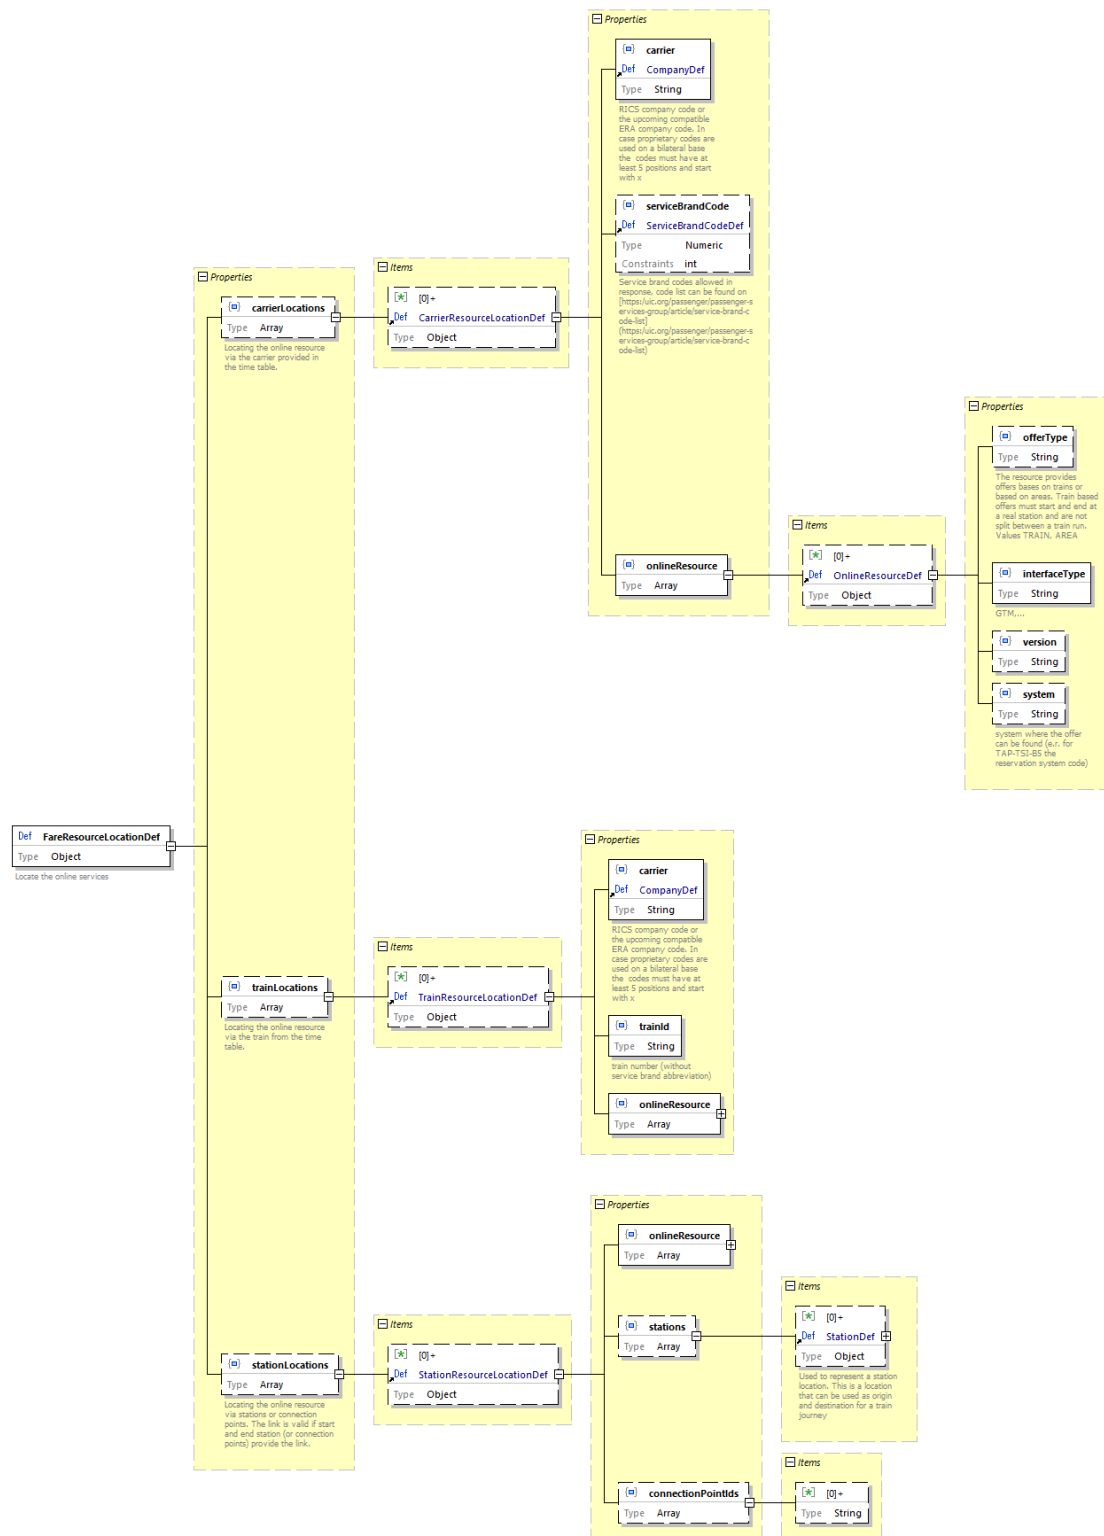 Properties
{} carrier
Def CompanyDef
Type String
RICS company code or
the upcoming compatible
ERA company code. In
case proprietary codes are
used on a bilateral base
the codes must have at
least 5 positions and start
with x
{} serviceBrandCode
Def ServiceBrandCodeDef
Type Numeric
Constraints int
Service brand codes allowed in
response, code list can be found on
[https:/uic.org/passenger/passenger-s
ervices-group/article/service-brand-c
ode-list]
(https:/uic.org/passenger/passenger-s
ervices-group/article/service-brand-c
ode-list)
{} onlineResource
Type Array
Properties
{} carrierLocations
Type Array
Locating the online resource
via the carrier provided in
the time table.
Items
[*] [0]+
Def CarrierResourceLocationDef
Type Object
Items
[*] [0]+
Def OnlineResourceDef
Type Object
Properties
{} offerType
Type String
The resource provides
offers bases on trains or
based on areas. Train based
offers must start and end at
a real station and are not
split between a train run.
Values TRAIN, AREA
{} interfaceType
Type String
GTM,...
{} version
Type String
{} system
Type String
system where the offer
can be found (e.r. for
TAP-TSI-B5 the
reservation system code)
Def FareResourceLocationDef
Type Object
Locate the online services
{} trainLocations
Type Array
Locating the online resource
via the train from the time
table.
Items
[*] [0]+
Def TrainResourceLocationDef
Type Object
Properties
{} carrier
Def CompanyDef
Type String
RICS company code or
the upcoming compatible
ERA company code. In
case proprietary codes are
used on a bilateral base
the codes must have at
least 5 positions and start
with x
{} trainId
Type String
train number (without
service brand abbreviation)
{} onlineResource
Type Array
{} stationLocations
Type Array
Locating the online resource
via stations or connection
points. The link is valid if start
and end station (or connection
points) provide the link.
Items
[*] [0]+
Def StationResourceLocationDef
Type Object
Properties
{} onlineResource
Type Array
{} stations
Type Array
Items
[*] [0]+
Def StationDef
Type Object
Used to represent a station
location. This is a location
that can be used as origin
and destination for a train
journey
{} connectionPointIds
Type Array
Items
[*] [0]+
Type String